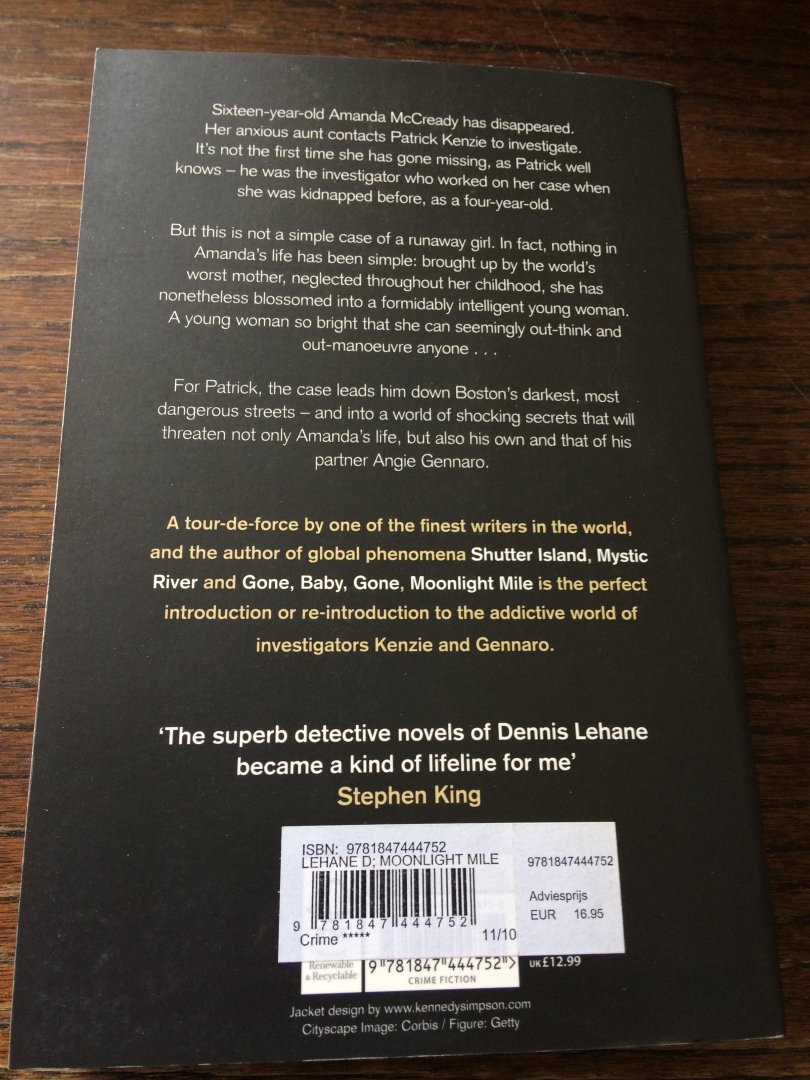 Sixteen-year-old Amanda McCready has disappeared.
Her anxious aunt contacts Patrick Kenzie to investigate.
It's not the first time she has gone missing, as Patrick well
knows – he was the investigator who worked on her case when
she was kidnapped before, as a four-year-old.
But this is not a simple case of a runaway girl. In fact, nothing in
Amanda's life has been simple: brought up by the world's
worst mother, neglected throughout her childhood, she has
nonetheless blossomed into a formidably intelligent young woman.
A young woman so bright that she can seemingly out-think and
out-manoeuvre anyone . . .
For Patrick, the case leads him down Boston's darkest, most
dangerous streets – and into a world of shocking secrets that will
threaten not only Amanda's life, but also his own and that of his
partner Angie Gennaro.
A tour-de-force by one of the finest writers in the world,
and the author of global phenomena Shutter Island, Mystic
River and Gone, Baby, Gone, Moonlight Mile is the perfect
introduction or re-introduction to the addictive world of
investigators Kenzie and Gennaro.
'The superb detective novels of Dennis Lehane
became a kind of lifeline for me'
Stephen King
ISBN: 9781847444752
LEHANE D; MOONLIGHT MILE
9 781847 444752
Crime *****
11/10
9781847444752
Adviesprijs
EUR 16.95
Renewable
& Recyclable
9 781847 444752 >
CRIME FICTION
UK £12.99
Jacket design by www.kennedysimpson.com
Cityscape Image: Corbis / Figure: Getty